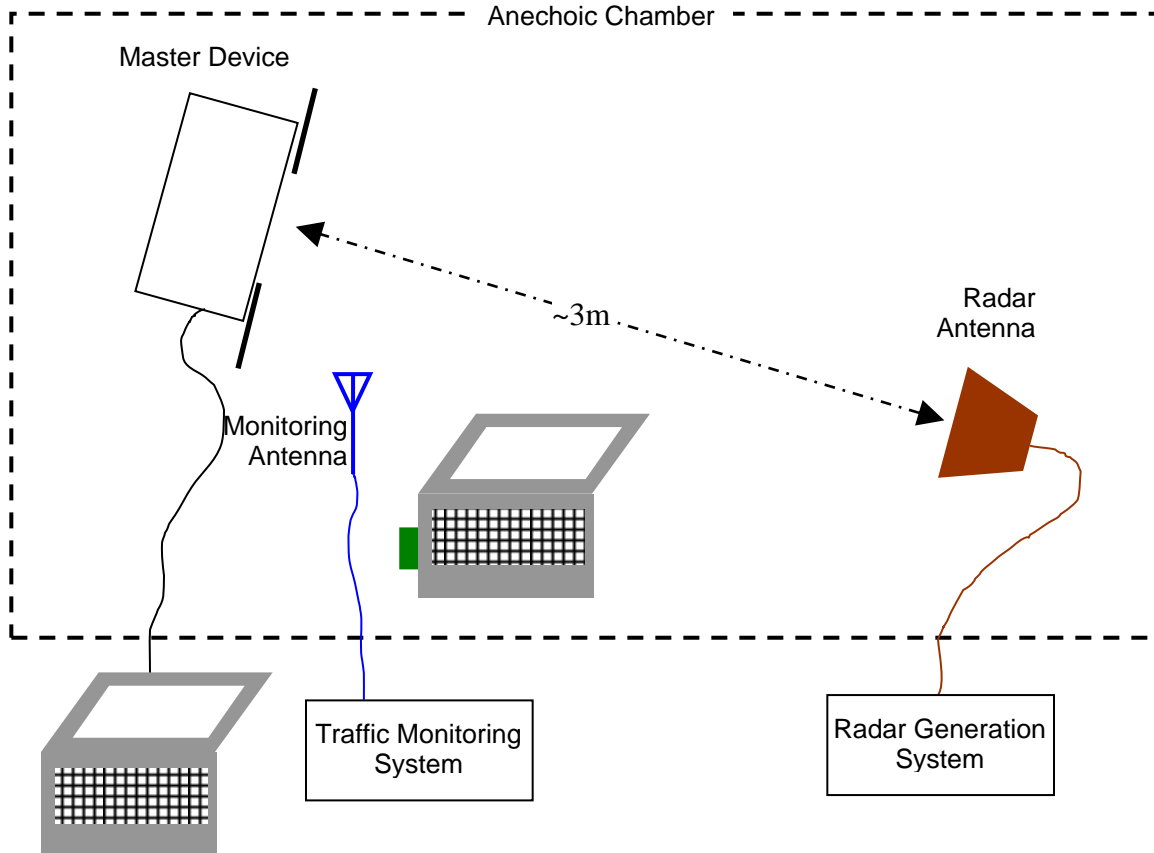 Anechoic Chamber
Master Device
~3m
Radar
Antenna
Monitoring
Antenna
Traffic Monitoring
System
Radar Generation
System